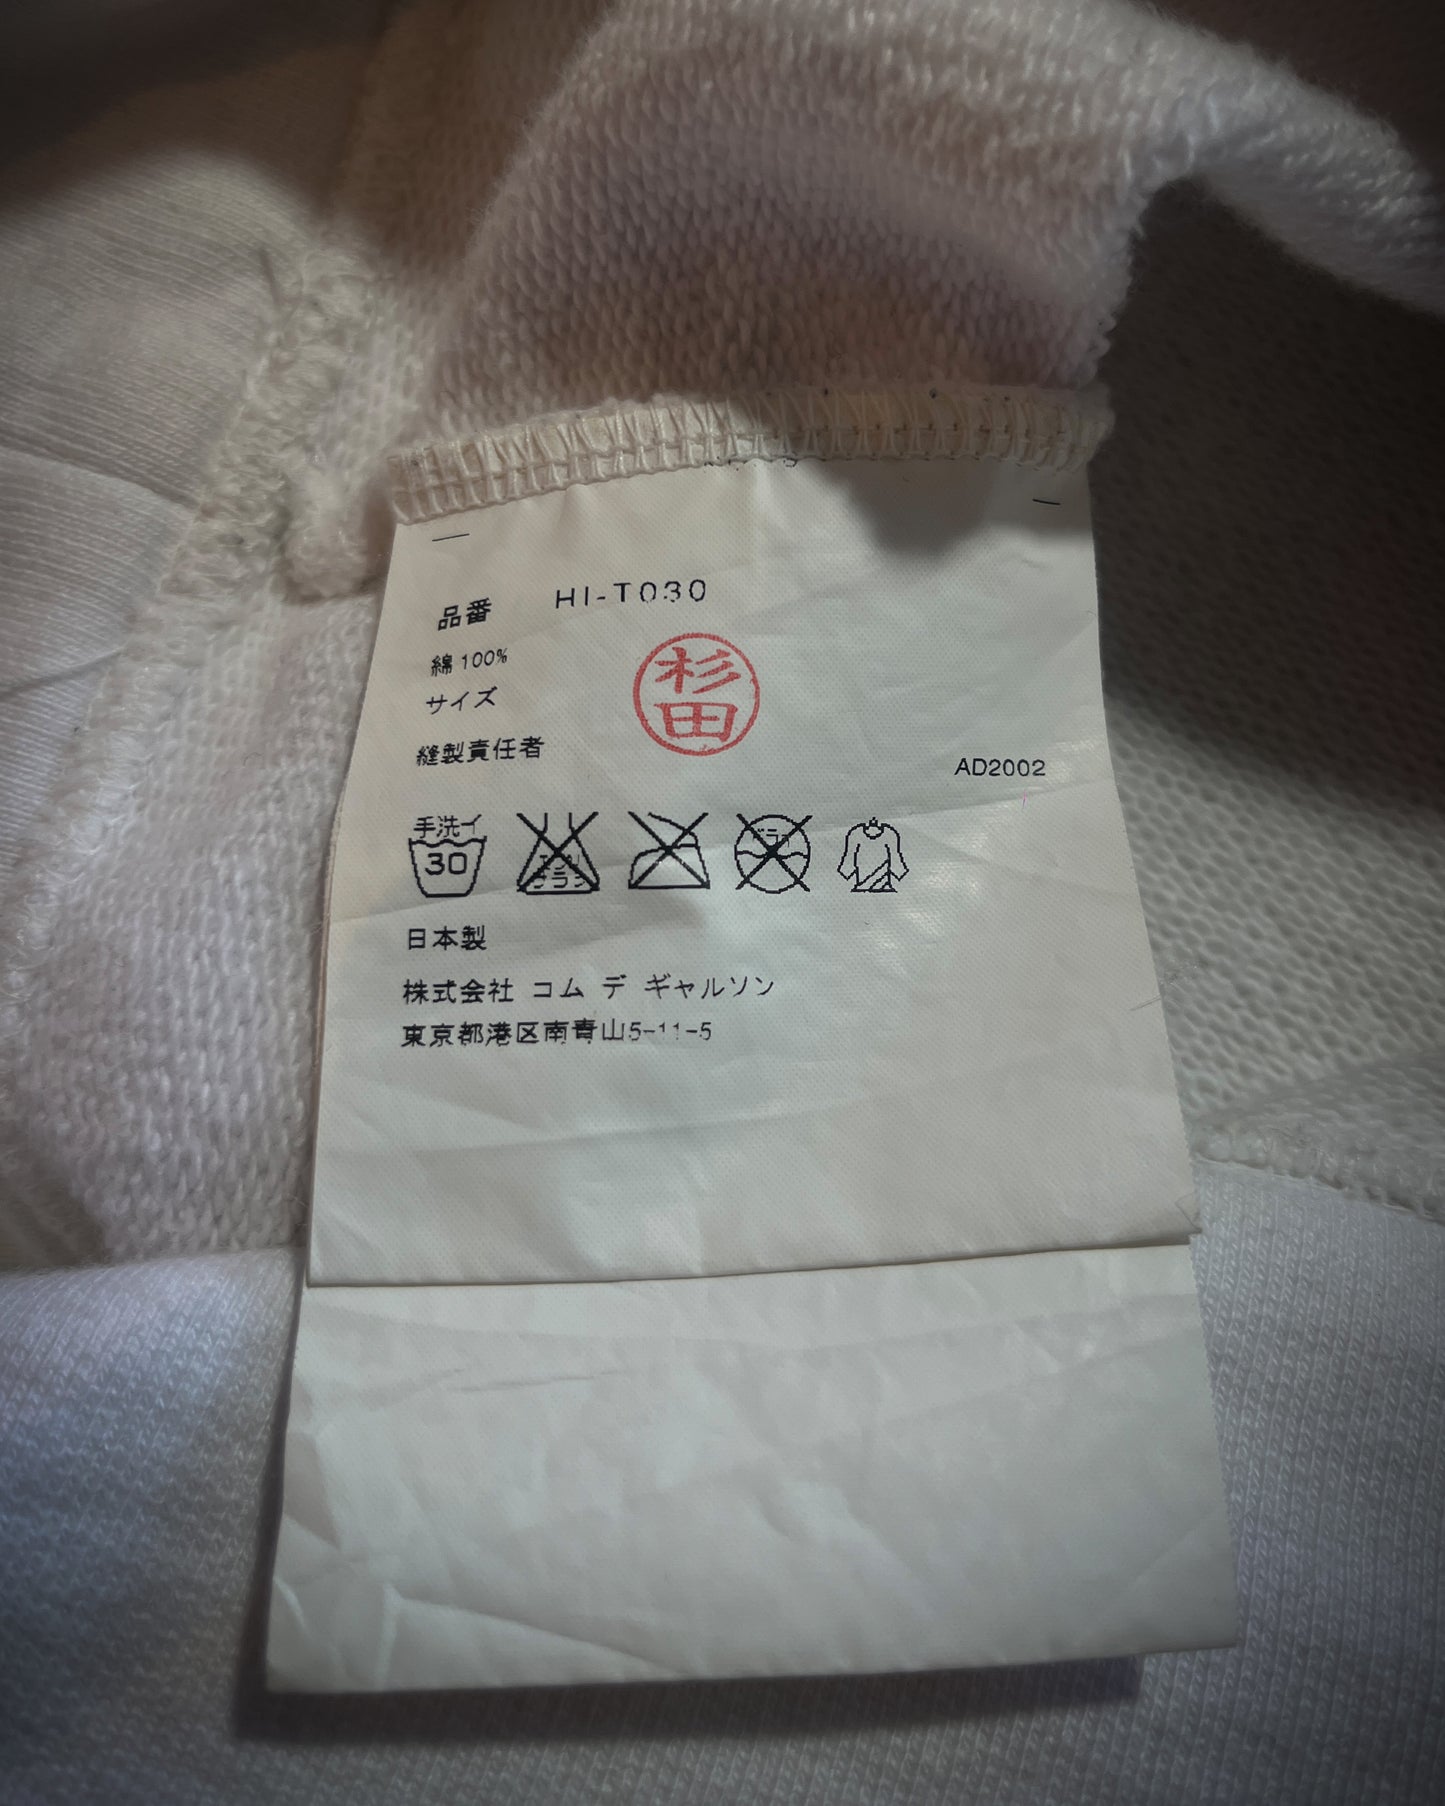 品番 HI-T030
綿 100%
サイズ
杉田
縫製責任者
AD2002
手洗イ
30
日本製
株式会社 コム デ ギャルソン
東京都港区南青山5-11-5